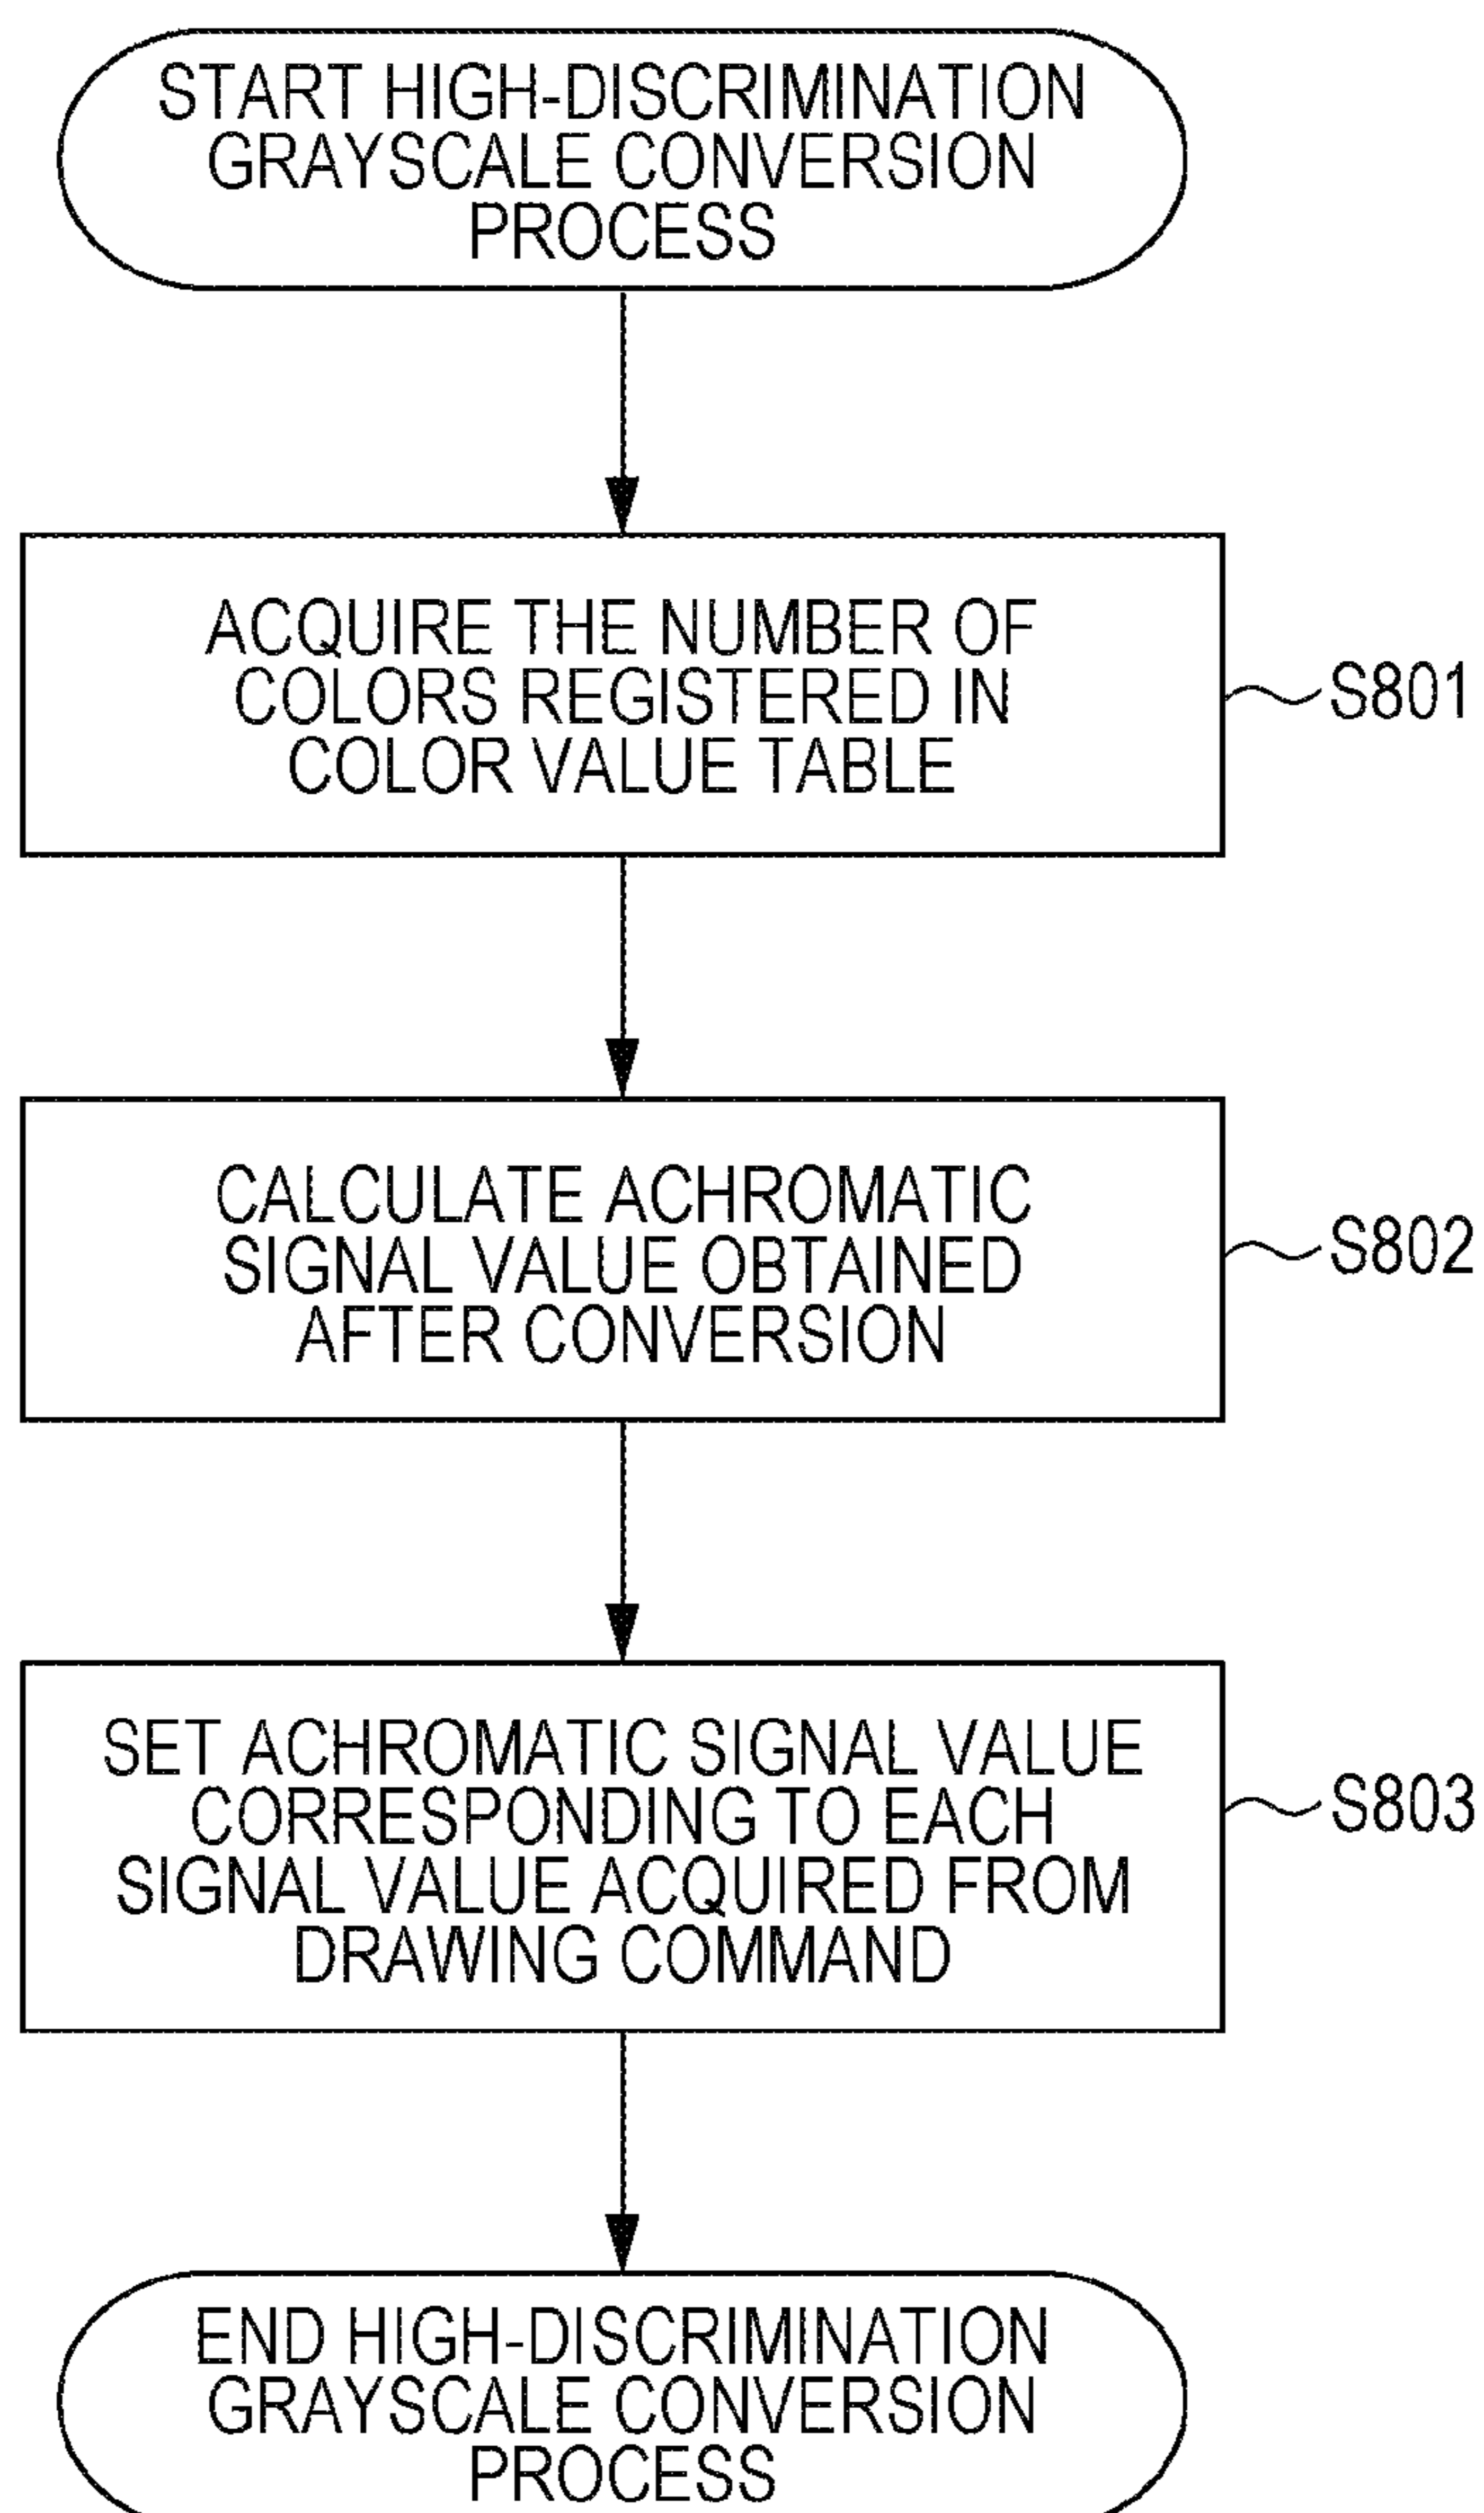 START HIGH-DISCRIMINATION
GRAYSCALE CONVERSION
PROCESS
ACQUIRE THE NUMBER OF
COLORS REGISTERED IN
COLOR VALUE TABLE
S801
CALCULATE ACHROMATIC
SIGNAL VALUE OBTAINED
AFTER CONVERSION
S802
SET ACHROMATIC SIGNAL VALUE
CORRESPONDING TO EACH
SIGNAL VALUE ACQUIRED FROM
DRAWING COMMAND
S803
END HIGH-DISCRIMINATION
GRAYSCALE CONVERSION
PROCESS